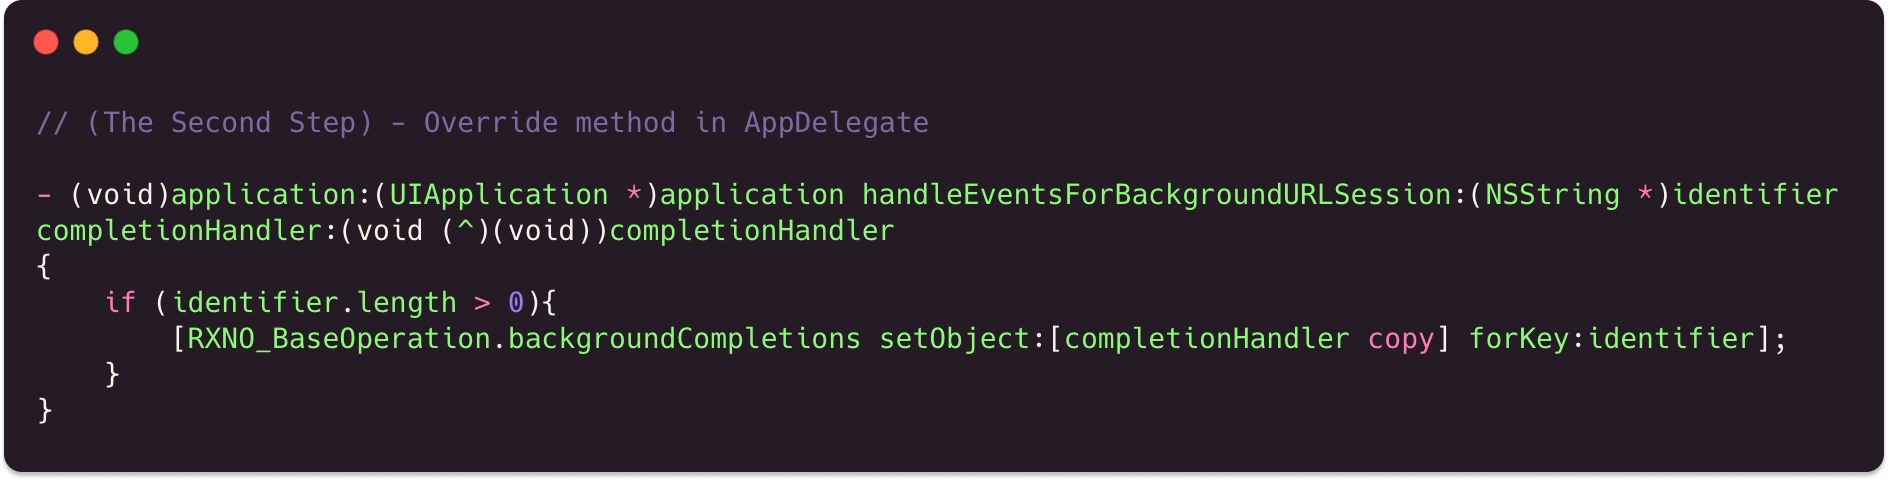 // (The Second Step) - Override method in AppDelegate
- (void)application:(UIApplication *)application handleEventsForBackgroundURLSession:(NSString *)identifier
completionHandler:(void (^)(void))completionHandler
{
    if (identifier.length > 0){
        [RXNO_BaseOperation.backgroundCompletions setObject:[completionHandler copy] forKey:identifier];
    }
}